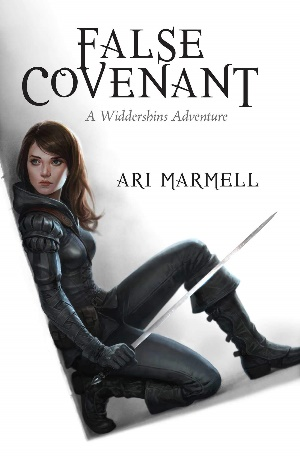 FALSE
COVENANT
A Widdershins Adventure
ARI MARMELL